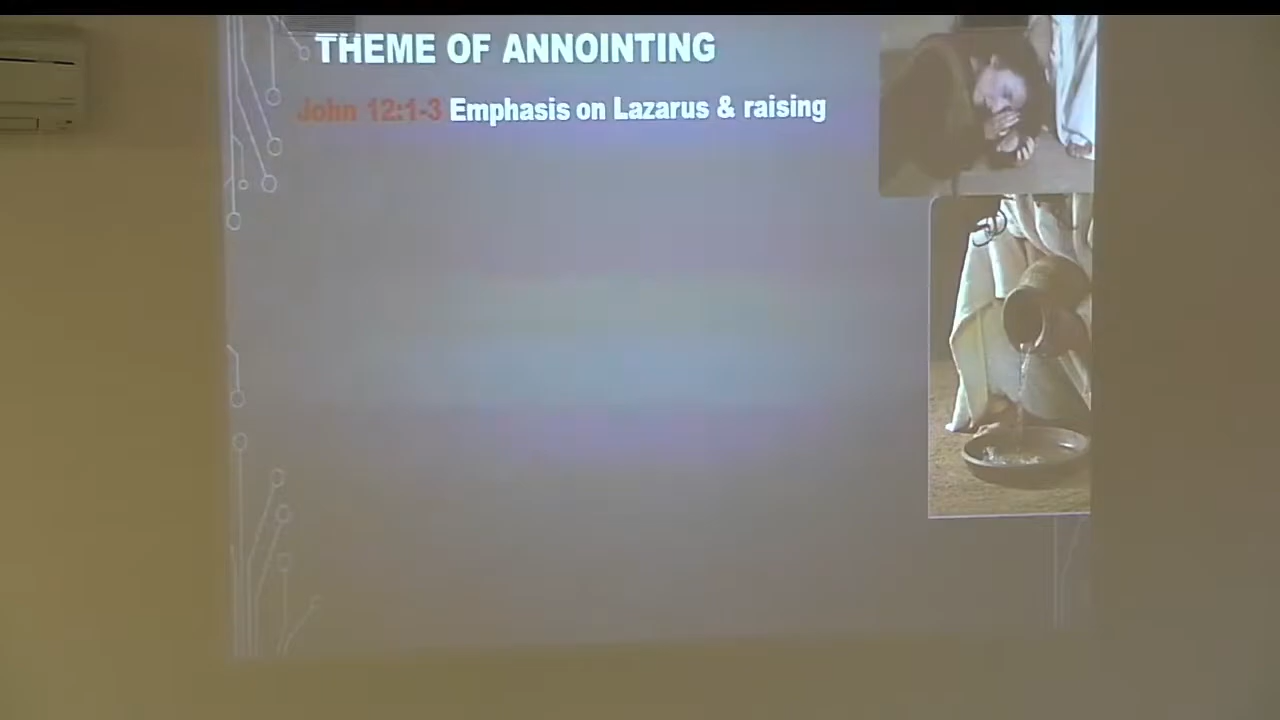 THEME OF ANNOINTING
John 12:1-3 Emphasis on Lazarus & raising